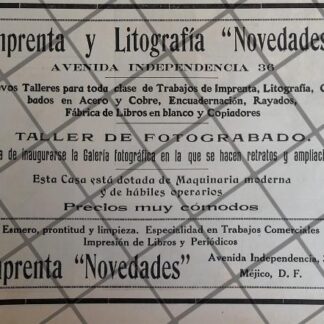 mprenta y Litografía "Novedades
AVENIDA INDEPENDENCIA 36
evos Talleres para toda clase de Trabajos de Imprenta, Litografía, G
bados en Acero y Cobre, Encuadernación, Rayados,
Fábrica de Libros en blanco y Copiadores
TALLER DE FOTOGRABADO.
a de inaugurarse la Galería fotográfica en la que se hacen retratos y ampliacio
Esta Casa está dotada de Maquinaria moderna
y de hábiles operarios
Precios muy cómodos
Esmero, prontitud y limpieza. Especialidad en Trabajos Comerciales
Impresión de Libros y Periódicos
mprenta "Novedades"
Avenida Independencia, 3
Méjico, D. F.